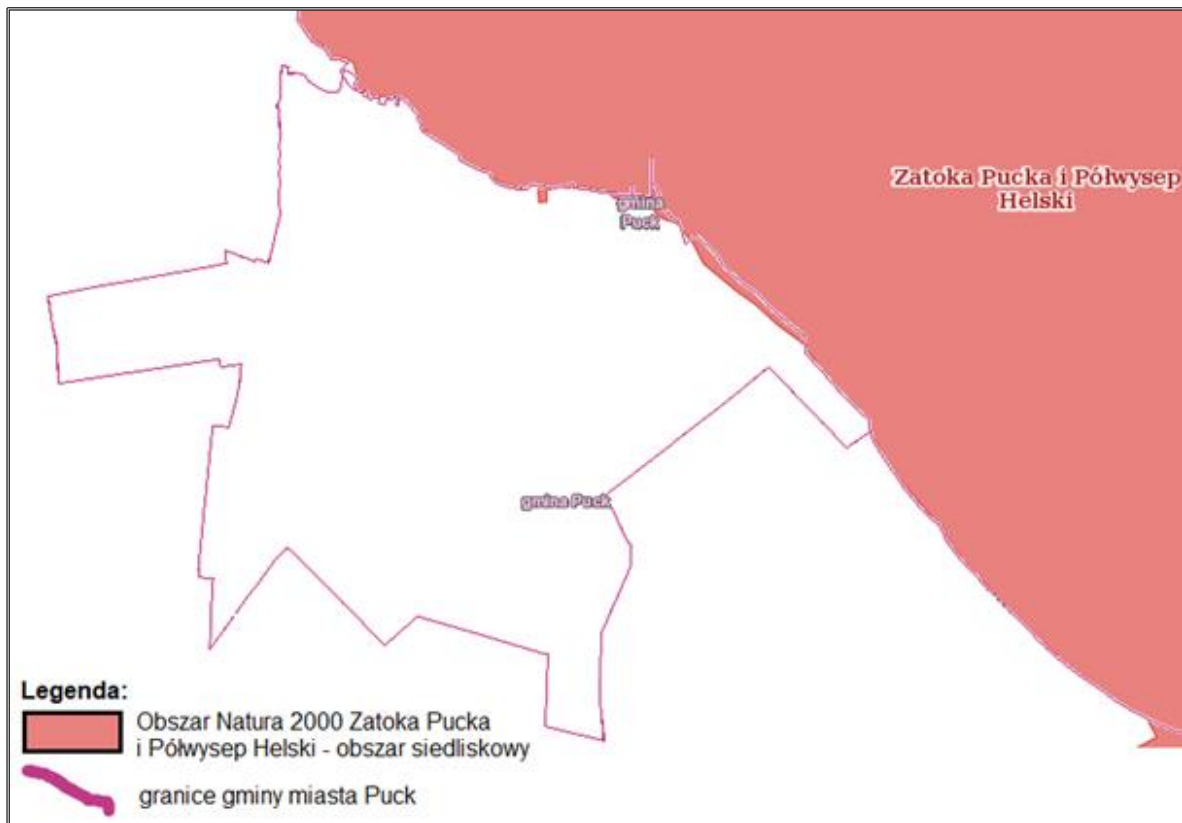 Zatoka Pucka i Półwysep
Helski
gmina
Puck
gmina Puck
Legenda:
Obszar Natura 2000 Zatoka Pucka
i Półwysep Helski - obszar siedliskowy
granice gminy miasta Puck